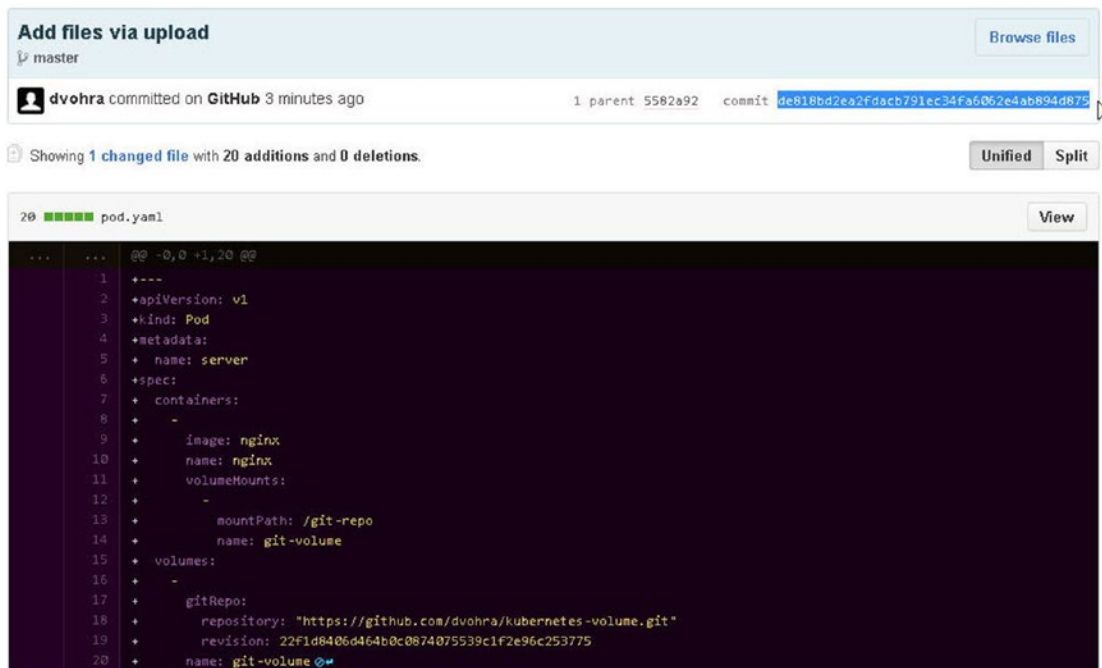 Add files via upload
master
Browse files
dvohra committed on GitHub 3 minutes ago
1 parent 5582a92 commit de818bd2ea2fdacb791ec34fa6062e4ab894d875
Showing 1 changed file with 20 additions and 0 deletions.
Unified Split
20 pod.yaml
View
... ... @@ -0,0 +1,20 @@
1 +---
2 +apiVersion: v1
3 +kind: Pod
4 +metadata:
5 + name: server
6 +spec:
7 + containers:
8 + -
9 + image: nginx
10 + name: nginx
11 + volumeMounts:
12 + -
13 + mountPath: /git-repo
14 + name: git-volume
15 + volumes:
16 + -
17 + gitRepo:
18 + repository: "https://github.com/dvohra/kubernetes-volume.git"
19 + revision: 22f1d8406d464b0c0874075539c1f2e96c253775
20 + name: git-volume